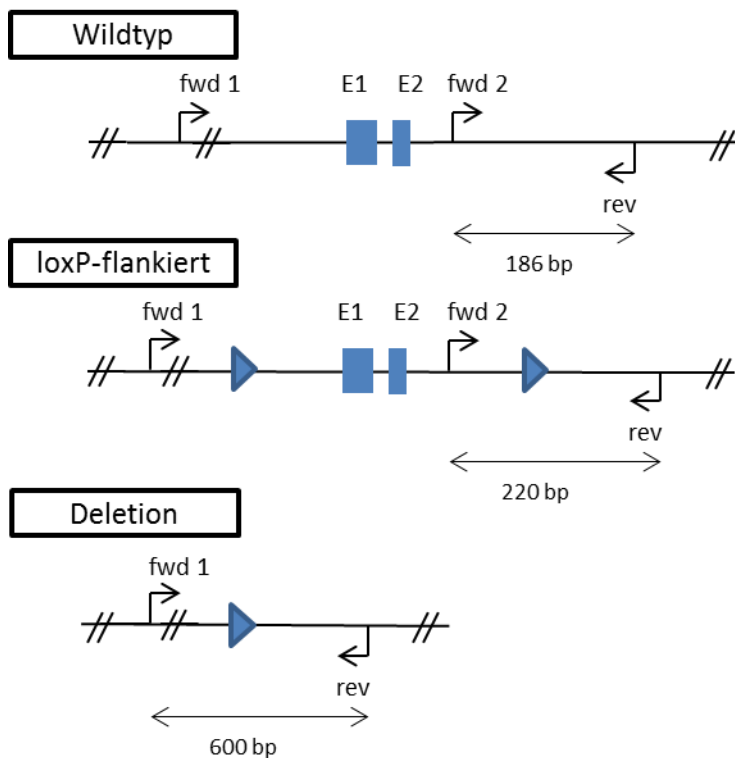 Wildtyp
fwd 1 E1 E2 fwd 2
rev
186 bp
loxP-flankiert
fwd 1 E1 E2 fwd 2
rev
220 bp
Deletion
fwd 1
rev
600 bp